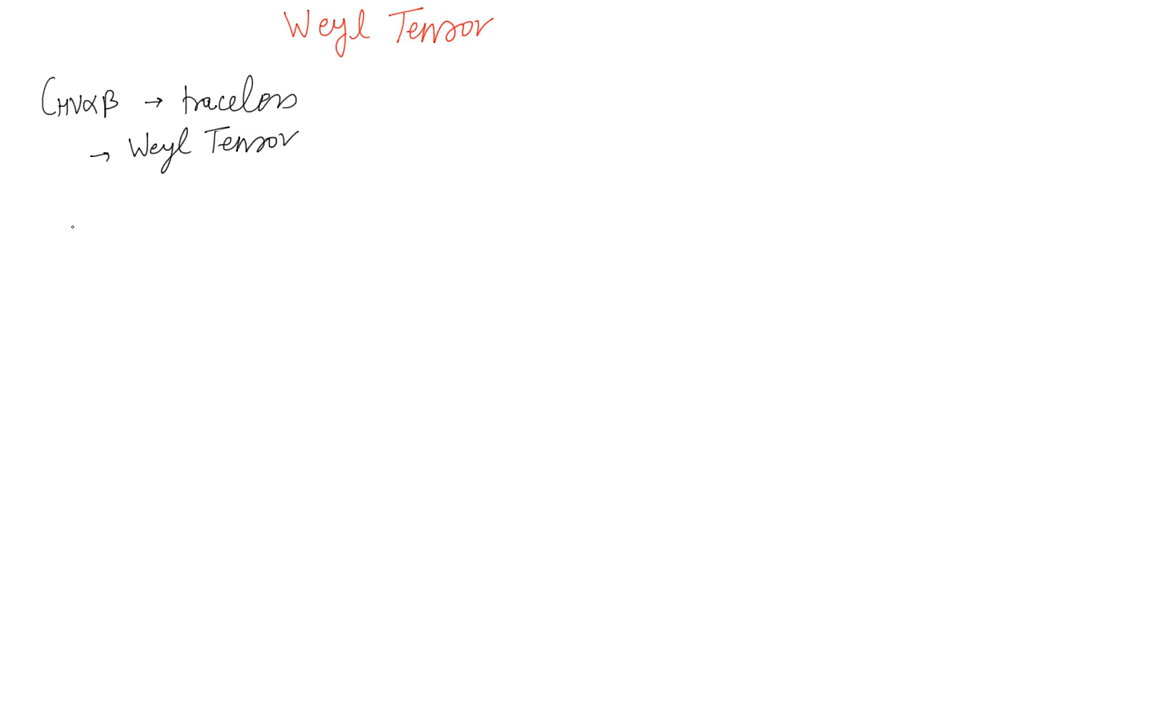 Weyl Tensor
Cμναβ → traceless
→ Weyl Tensor